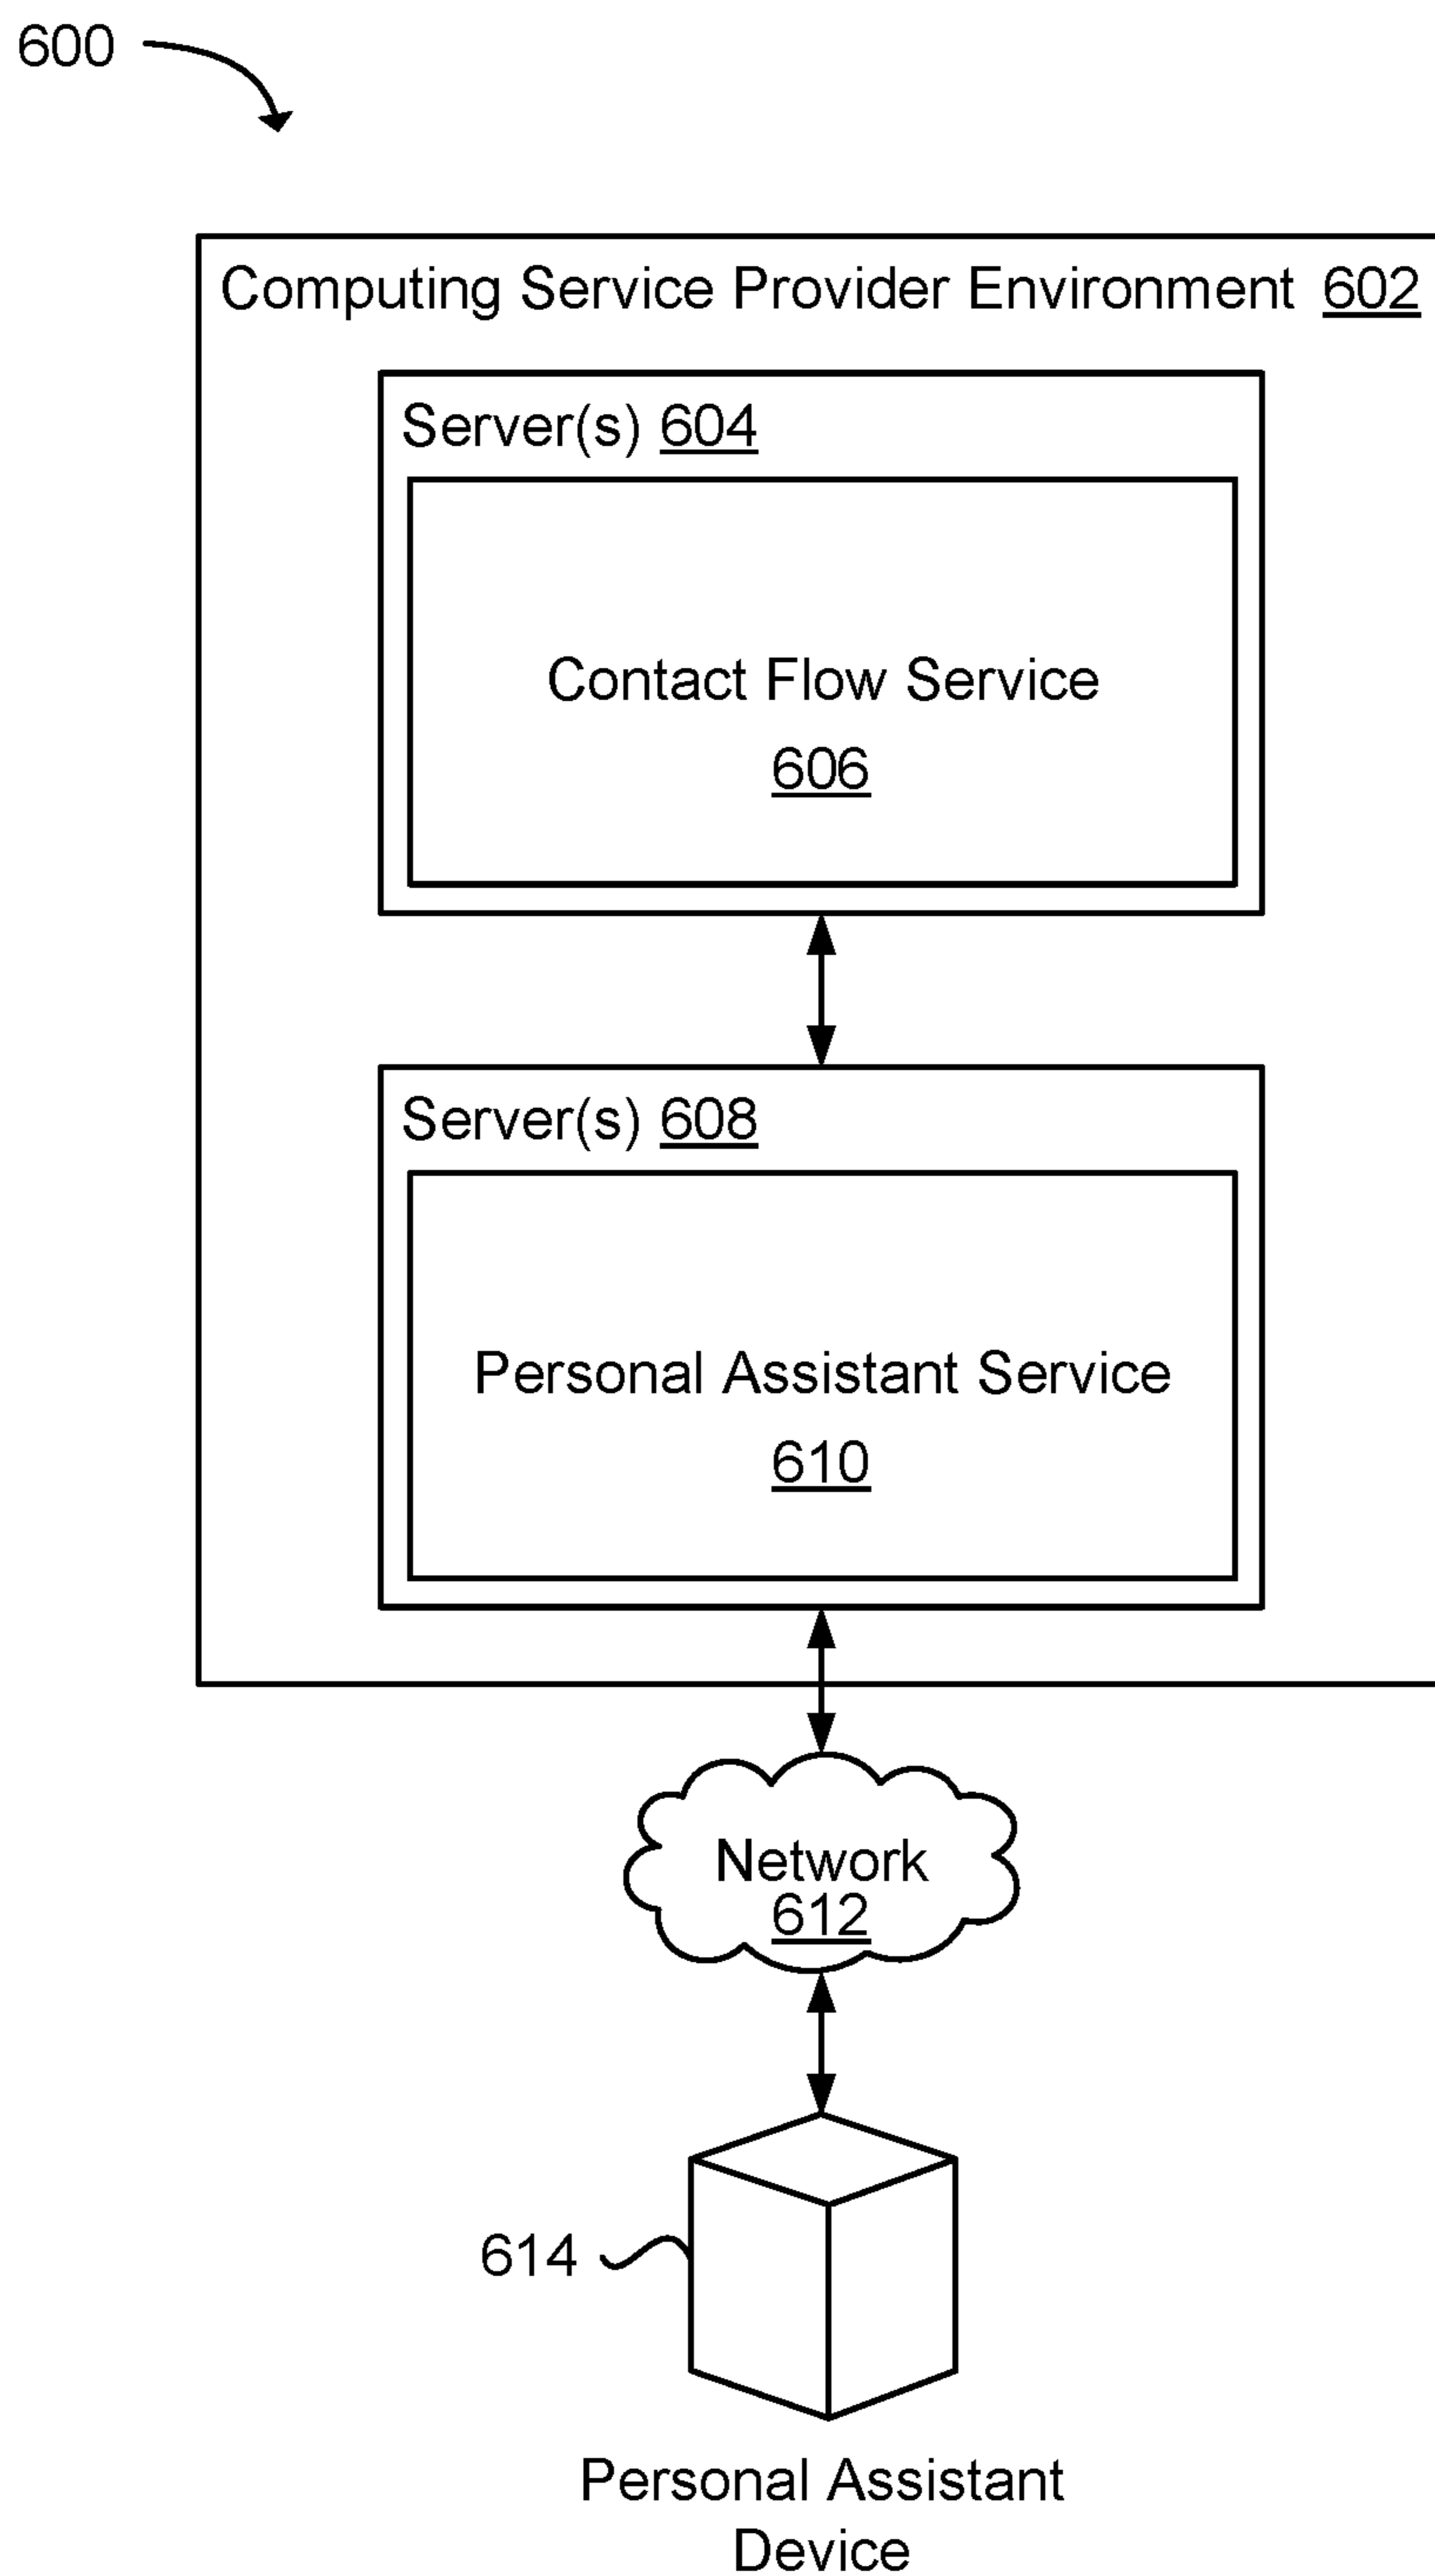 600
Computing Service Provider Environment 602
Server(s) 604
Contact Flow Service
606
Server(s) 608
Personal Assistant Service
610
Network
612
614
Personal Assistant
Device